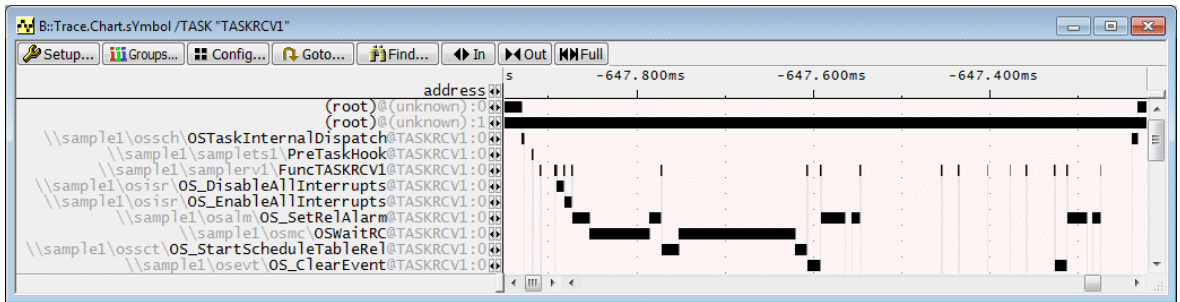 B::Trace.Chart.sYmbol /TASK "TASKRCV1"
Setup... Groups... Config... Goto... Find... In Out Full
s -647.800ms -647.600ms -647.400ms
address
(root)@(unknown):0
(root)@(unknown):1
\\sample1\ossch\OSTaskInternalDispatch@TASKRCV1:0
\\sample1\samplets1\PreTaskHook@TASKRCV1:0
\\sample1\samplerv1\FuncTASKRCV1@TASKRCV1:0
\\sample1\osisr\OS_DisableAllInterrupts@TASKRCV1:0
\\sample1\osisr\OS_EnableAllInterrupts@TASKRCV1:0
\\sample1\osalm\OS_SetRelAlarm@TASKRCV1:0
\\sample1\osmc\OSWaitRC@TASKRCV1:0
\\sample1\ossct\OS_StartScheduleTableRel@TASKRCV1:0
\\sample1\osevt\OS_ClearEvent@TASKRCV1:0